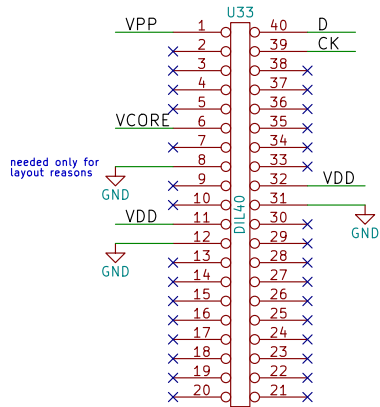 U33
VPP 1 40 D
2 39 CK
3 38
4 37
5 36
VCORE 6 35
7 34
needed only for
layout reasons
8 33
GND
9 32 VDD
10 31
GND
VDD 11 30
12 29
GND
13 28
14 27
15 26
16 25
17 24
18 23
19 22
20 21
DIL40